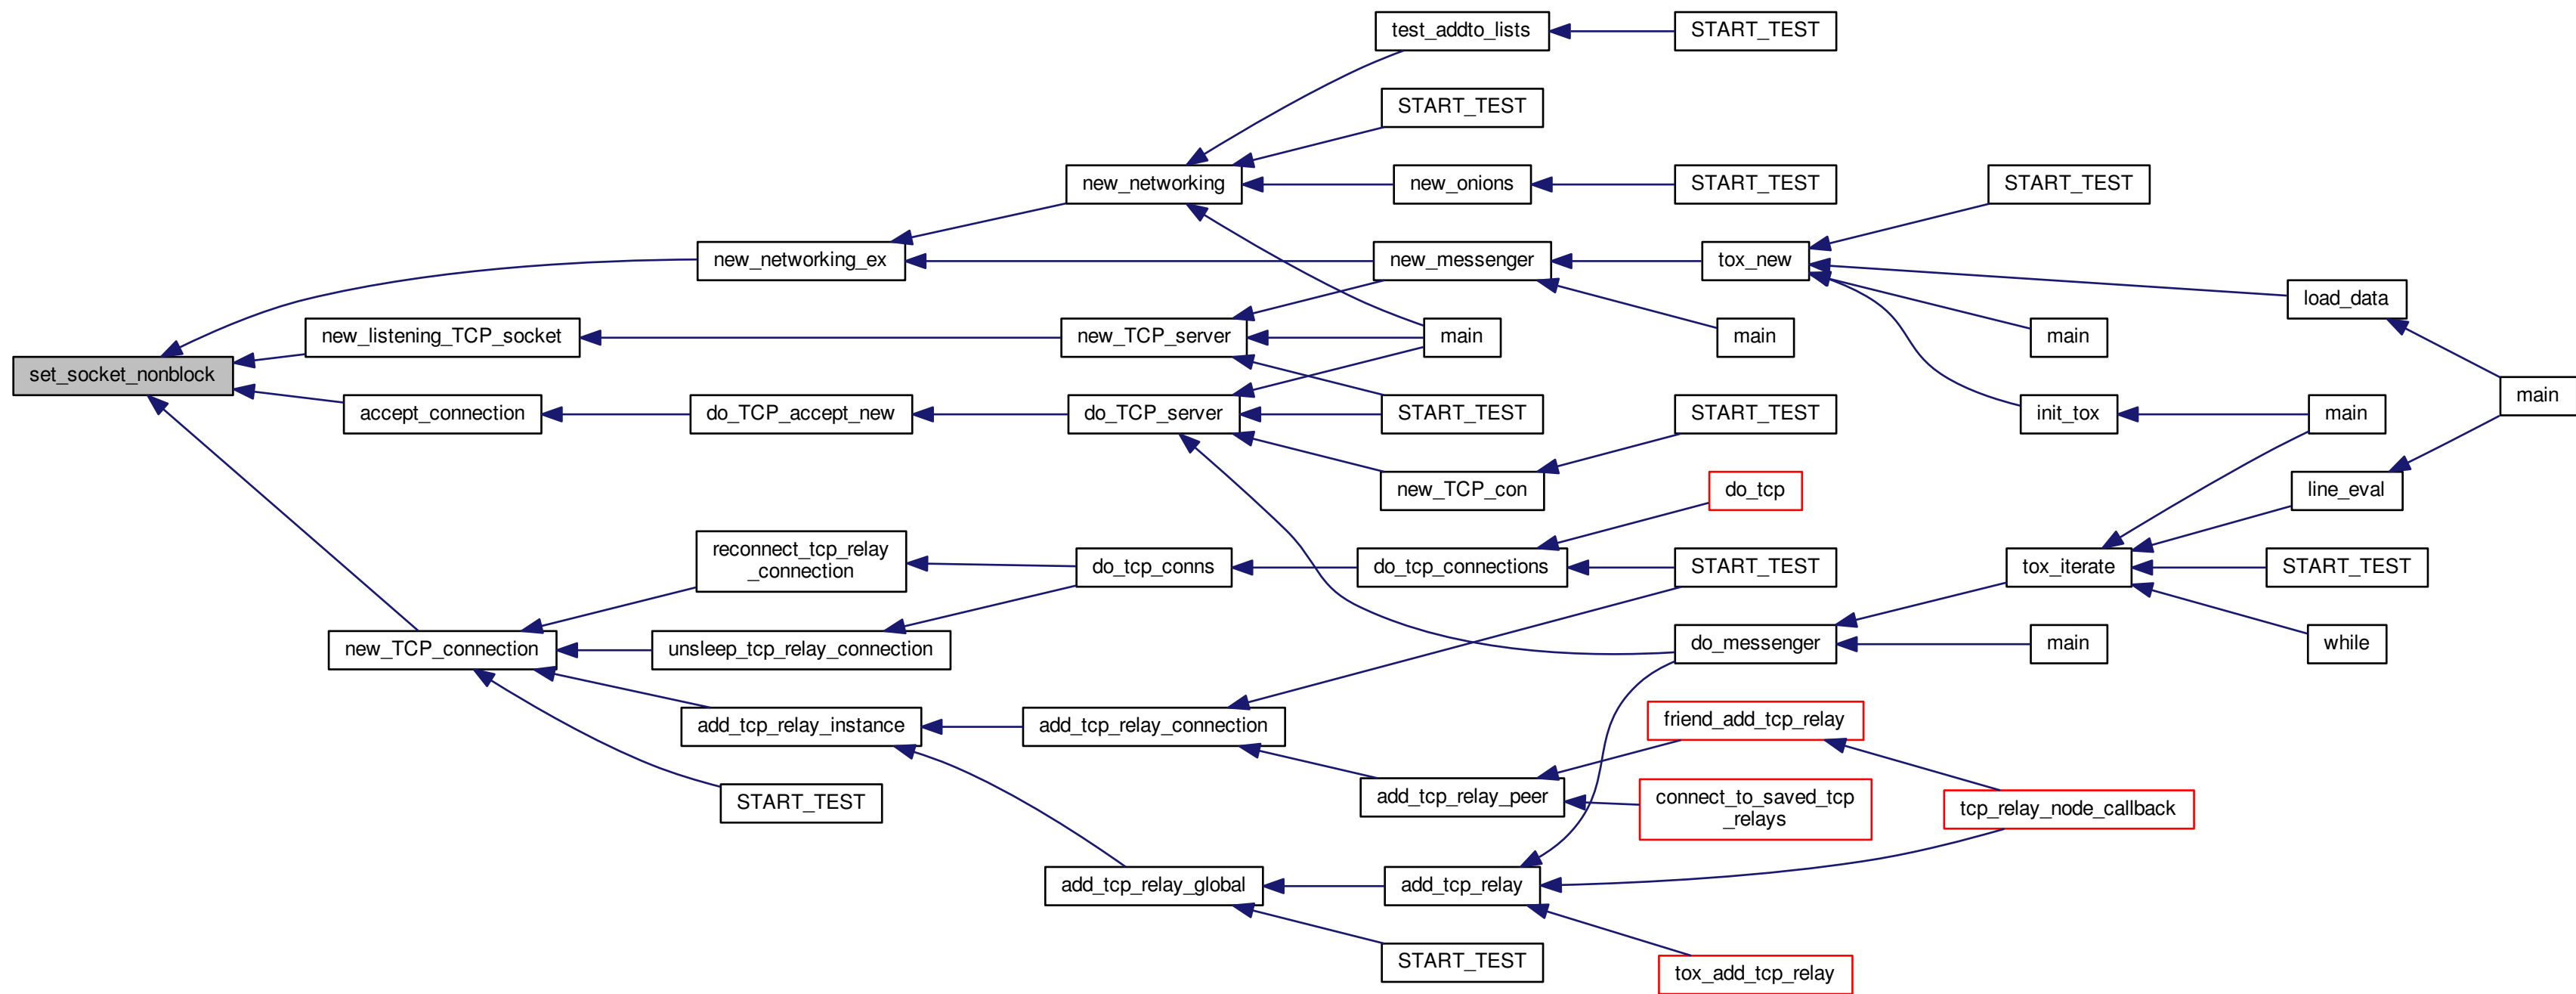 test_addto_lists
START_TEST
START_TEST
new_networking
new_onions
START_TEST
START_TEST
new_networking_ex
new_messenger
tox_new
load_data
new_listening_TCP_socket
new_TCP_server
main
main
main
set_socket_nonblock
main
accept_connection
do_TCP_accept_new
do_TCP_server
START_TEST
START_TEST
init_tox
main
new_TCP_con
do_tcp
line_eval
reconnect_tcp_relay
_connection
do_tcp_conns
do_tcp_connections
START_TEST
tox_iterate
START_TEST
new_TCP_connection
unsleep_tcp_relay_connection
do_messenger
main
while
add_tcp_relay_instance
add_tcp_relay_connection
friend_add_tcp_relay
START_TEST
add_tcp_relay_peer
connect_to_saved_tcp
_relays
tcp_relay_node_callback
add_tcp_relay_global
add_tcp_relay
START_TEST
tox_add_tcp_relay